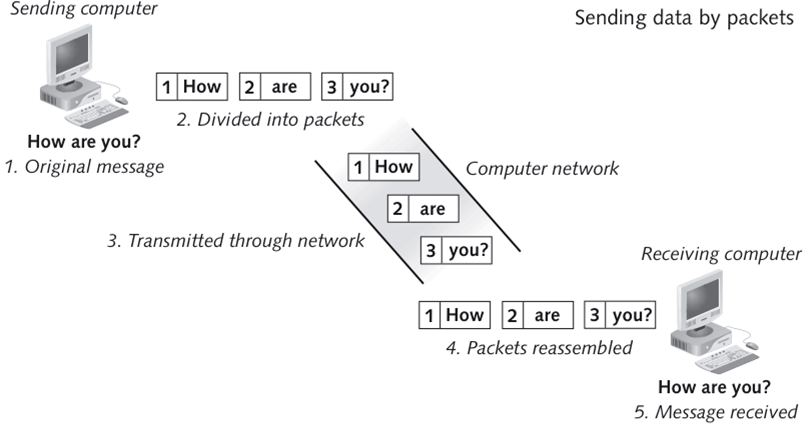 Sending computer
Sending data by packets
1 How 2 are 3 you?
2. Divided into packets
How are you?
1. Original message
1 How
Computer network
2 are
3. Transmitted through network
3 you?
Receiving computer
1 How 2 are 3 you?
4. Packets reassembled
How are you?
5. Message received